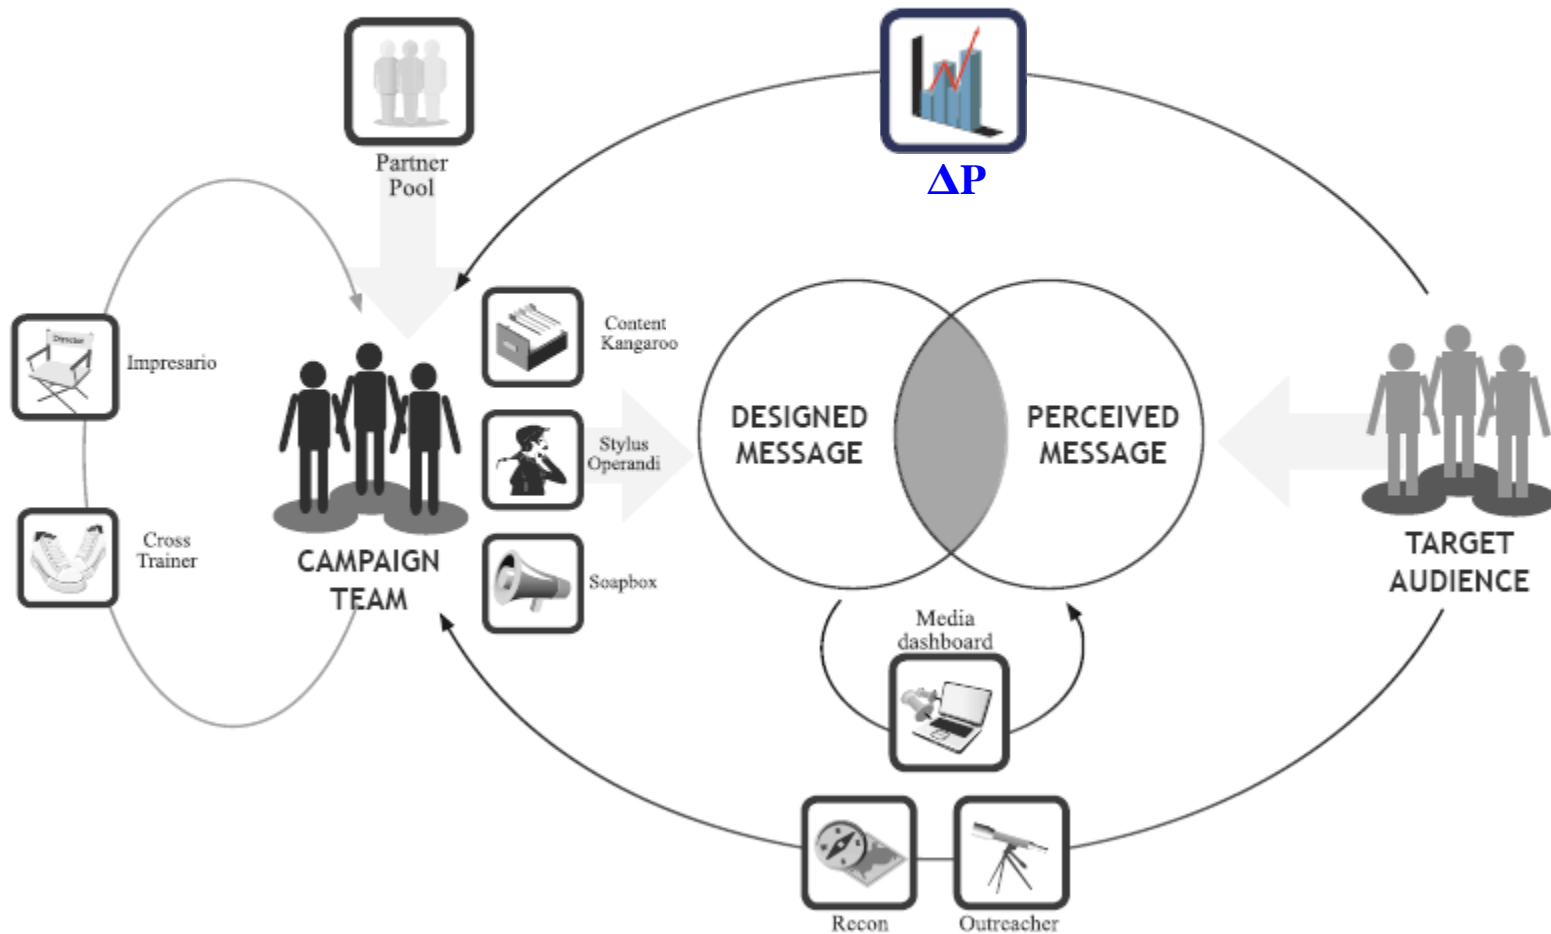 Partner
Pool
ΔP
Director
Impresario
Content
Kangaroo
DESIGNED
MESSAGE
PERCEIVED
MESSAGE
Stylus
Operandi
Cross
Trainer
CAMPAIGN
TEAM
Soapbox
TARGET
AUDIENCE
Media
dashboard
Recon
Outreacher